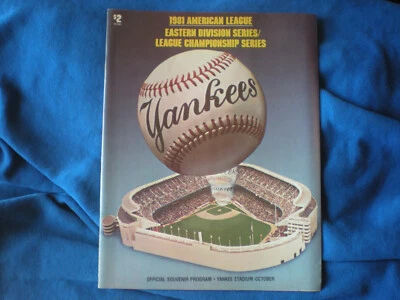 $2
1981 AMERICAN LEAGUE
EASTERN DIVISION SERIES/
LEAGUE CHAMPIONSHIP SERIES
Yankees
OFFICIAL SOUVENIR PROGRAM • YANKEE STADIUM OCTOBER